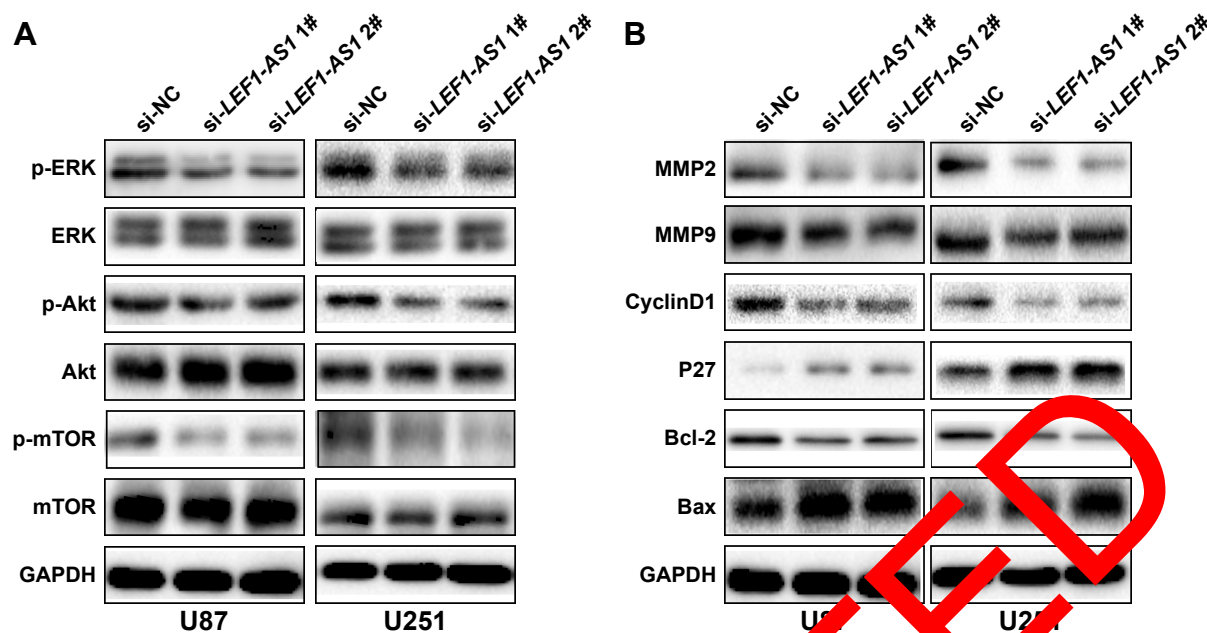 A
B
si-NC
si-LEF1-AS1 1#
si-LEF1-AS1 2#
si-NC
si-LEF1-AS1 1#
si-LEF1-AS1 2#
si-NC
si-LEF1-AS1 1#
si-LEF1-AS1 2#
si-NC
si-LEF1-AS1 1#
si-LEF1-AS1 2#
p-ERK
ERK
p-Akt
Akt
p-mTOR
mTOR
GAPDH
U87
U251
MMP2
MMP9
CyclinD1
P27
Bcl-2
Bax
GAPDH